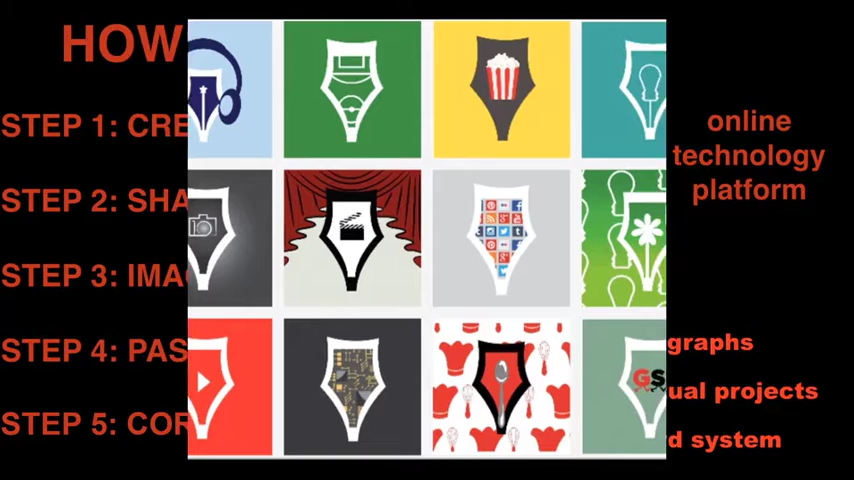 HOW
STEP 1: CRE
STEP 2: SHA
STEP 3: IMA
STEP 4: PAS
STEP 5: COR
online
technology
platform
graphs
ual projects
d system
GS